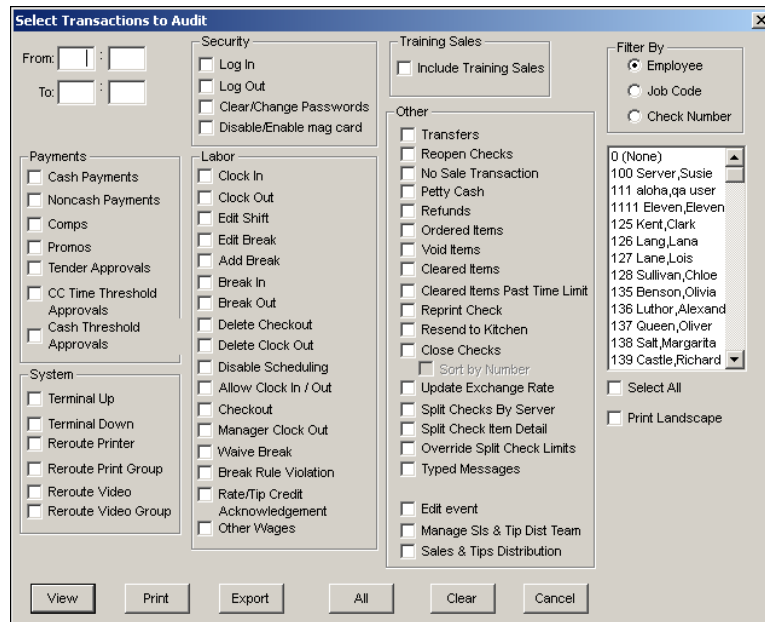 Select Transactions to Audit
From: :
To: :
Security
Log In
Log Out
Clear/Change Passwords
Disable/Enable mag card
Training Sales
Include Training Sales
Filter By
Employee
Job Code
Check Number
Payments
Cash Payments
Noncash Payments
Comps
Promos
Tender Approvals
CC Time Threshold
Approvals
Cash Threshold
Approvals
System
Terminal Up
Terminal Down
Reroute Printer
Reroute Print Group
Reroute Video
Reroute Video Group
Labor
Clock In
Clock Out
Edit Shift
Edit Break
Add Break
Break In
Break Out
Delete Checkout
Delete Clock Out
Disable Scheduling
Allow Clock In / Out
Checkout
Manager Clock Out
Waive Break
Break Rule Violation
Rate/Tip Credit
Acknowledgement
Other Wages
Other
Transfers
Reopen Checks
No Sale Transaction
Petty Cash
Refunds
Ordered Items
Void Items
Cleared Items
Cleared Items Past Time Limit
Reprint Check
Resend to Kitchen
Close Checks
Sort by Number
Update Exchange Rate
Split Checks By Server
Split Check Item Detail
Override Split Check Limits
Typed Messages
Edit event
Manage Sls & Tip Dist Team
Sales & Tips Distribution
0 (None)
100 Server,Susie
111 aloha,qa user
1111 Eleven,Eleven
125 Kent,Clark
126 Lang,Lana
127 Lane,Lois
128 Sullivan,Chloe
135 Benson,Olivia
136 Luthor,Alexand
137 Queen,Oliver
138 Salt,Margarita
139 Castle,Richard
Select All
Print Landscape
View
Print
Export
All
Clear
Cancel